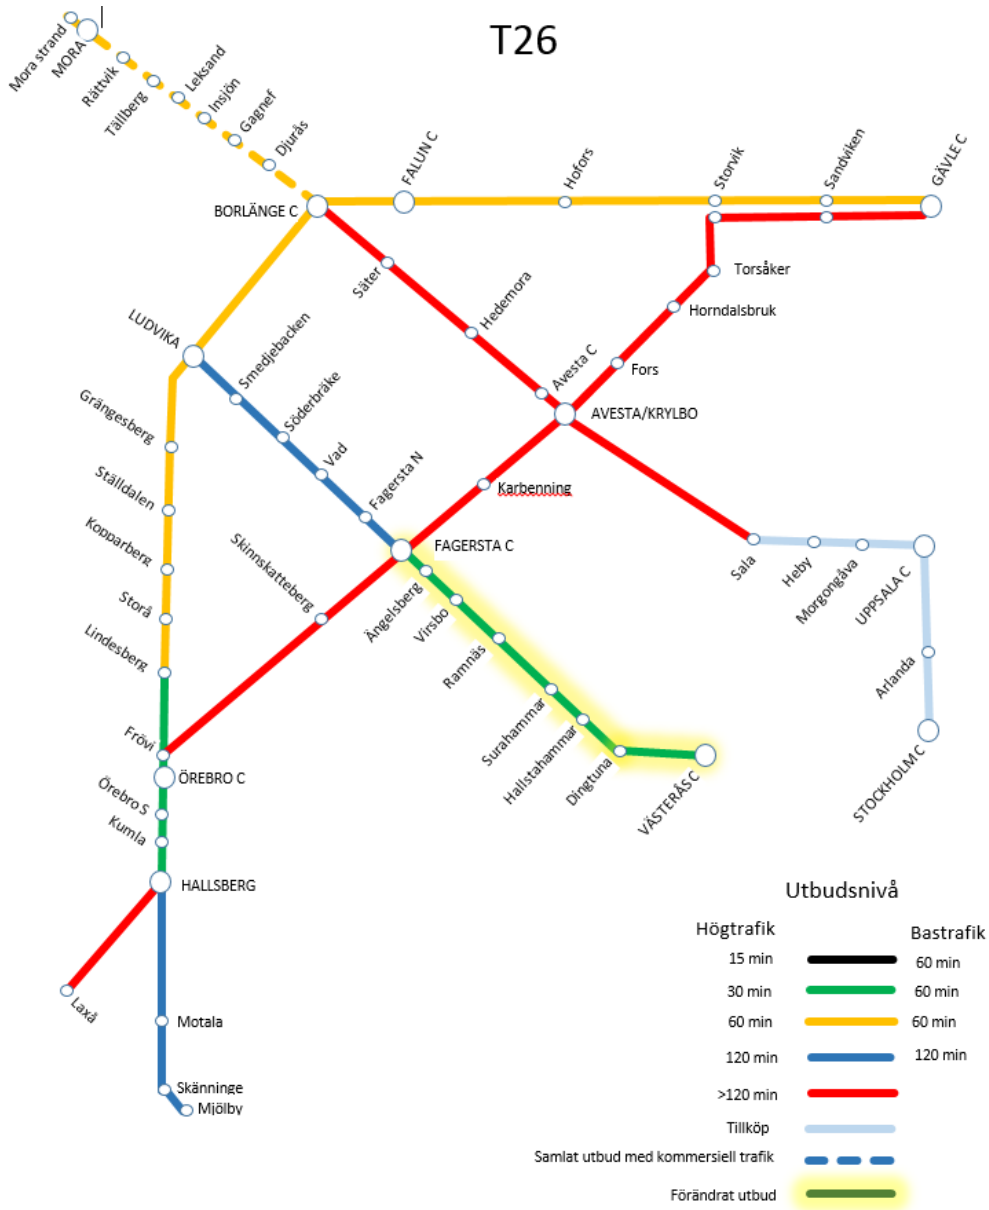 T26
Mora strand
MORA
Rättvik
Tällberg
Leksand
Insjön
Gagnef
Djurås
BORLÄNGE C
FALUN C
Hofors
Storvik
Sandviken
GÄVLE C
Torsåker
Horndalsbruk
Fors
Säter
Hedemora
Avesta C
AVESTA/KRYLBO
LUDVIKA
Smedjebacken
Söderbräke
Vad
Fagersta N
Karbenning
FAGERSTA C
Grängesberg
Ställdalen
Kopparberg
Storå
Lindesberg
Skinnskatteberg
Sala
Heby
Morgongåva
UPPSALA C
Arlanda
STOCKHOLM C
Ängelsberg
Virsbo
Ramnäs
Surahammar
Hallstahammar
Dingtuna
VÄSTERÅS C
Frövi
ÖREBRO C
Örebro S
Kumla
HALLSBERG
Laxå
Motala
Skänninge
Mjölby
Utbudsnivå
Högtrafik Bastrafik
15 min 60 min
30 min 60 min
60 min 60 min
120 min 120 min
>120 min
Tillköp
Samlat utbud med kommersiell trafik
Förändrat utbud